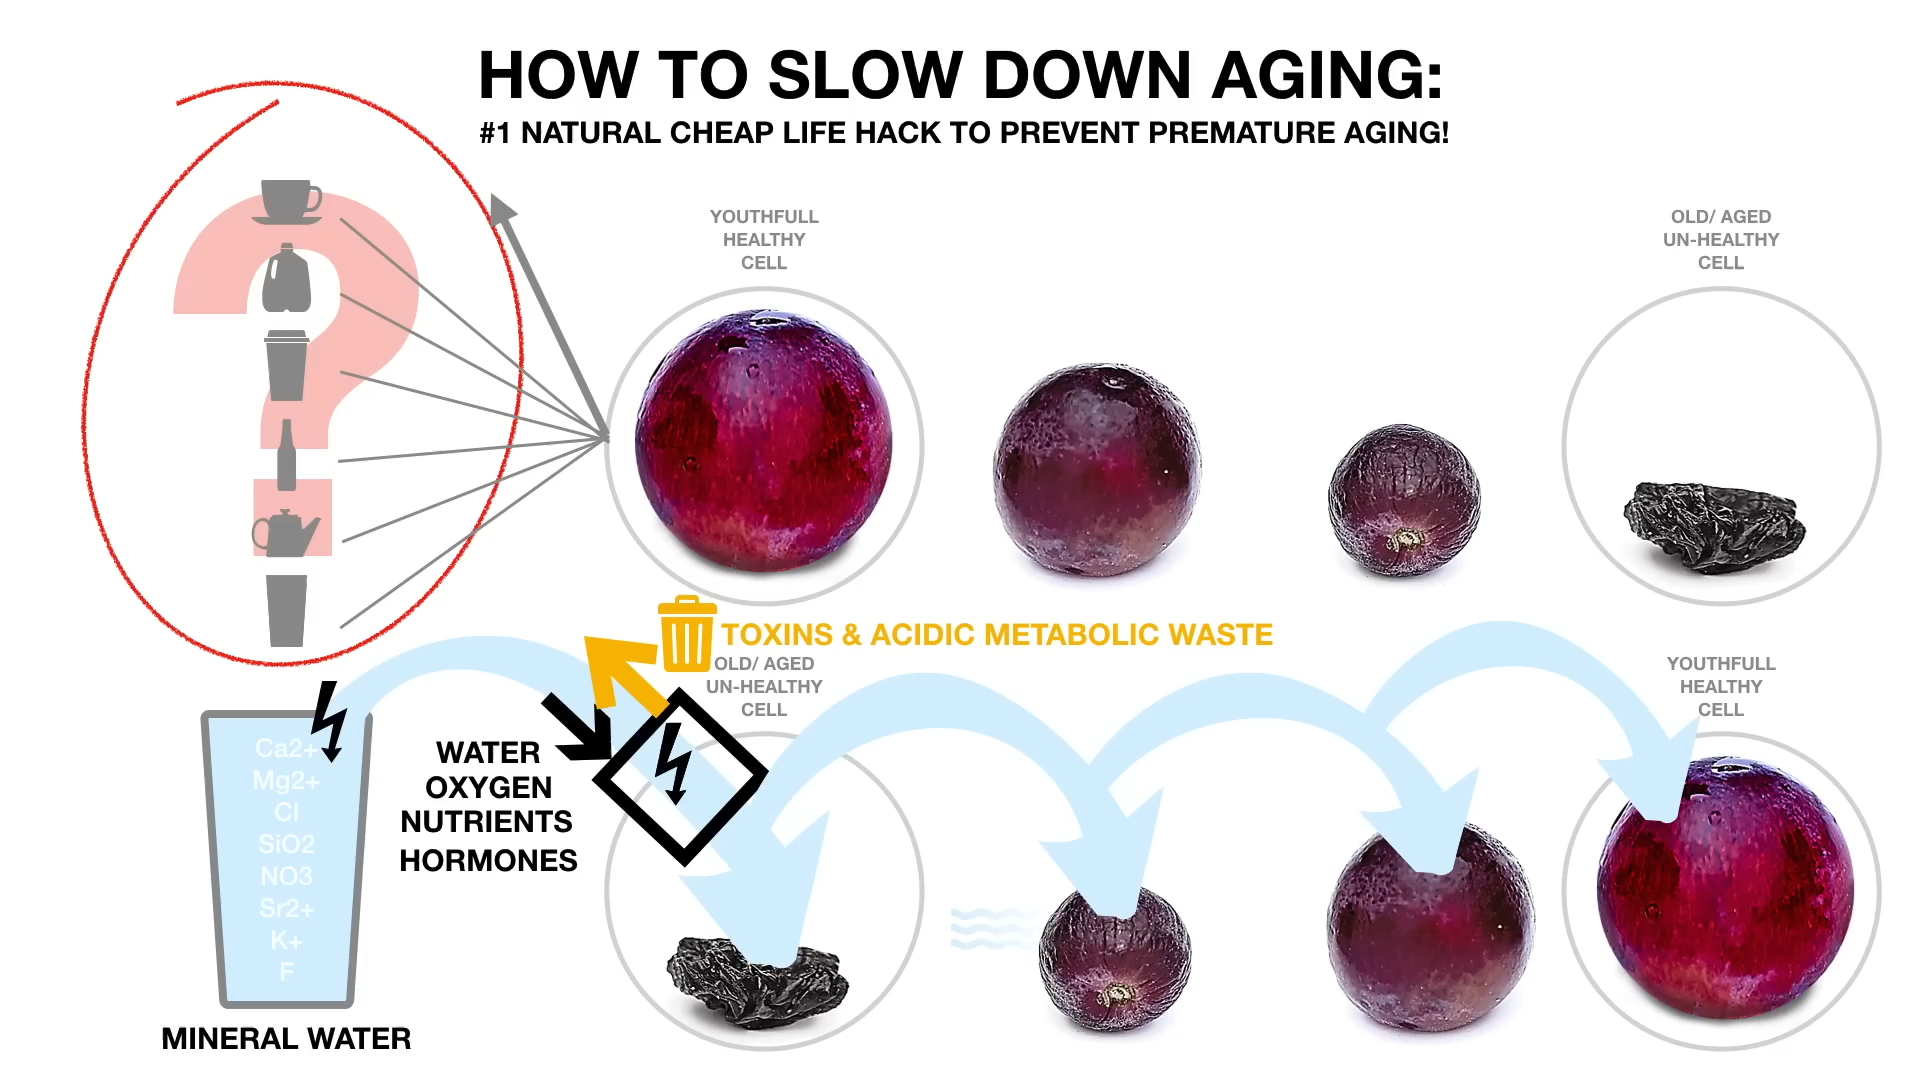 HOW TO SLOW DOWN AGING:
#1 NATURAL CHEAP LIFE HACK TO PREVENT PREMATURE AGING!
YOUTHFULL
HEALTHY
CELL
OLD/ AGED
UN-HEALTHY
CELL
TOXINS & ACIDIC METABOLIC WASTE
OLD/ AGED
UN-HEALTHY
CELL
YOUTHFULL
HEALTHY
CELL
WATER
OXYGEN
NUTRIENTS
HORMONES
Ca2+
Mg2+
Cl
SiO2
NO3
Sr2+
K+
F
MINERAL WATER